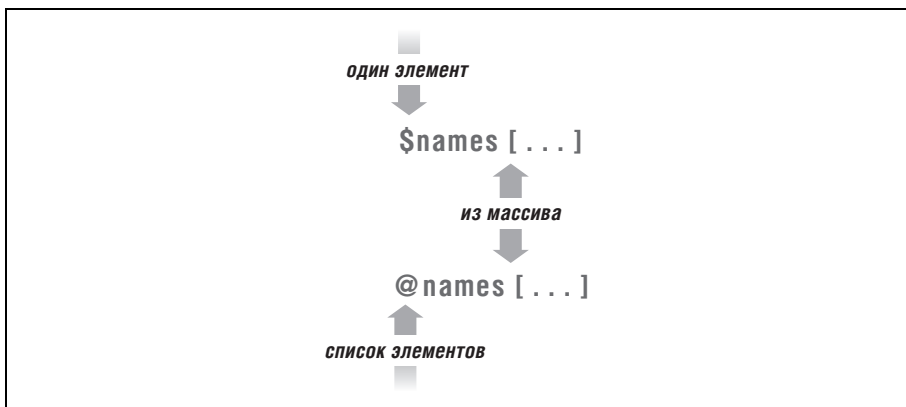 один элемент
$names [ . . . ]
из массива
@names [ . . . ]
список элементов